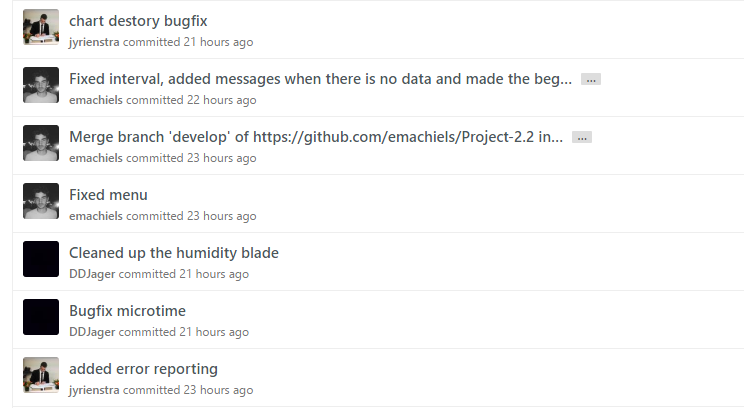 chart destory bugfix
jyrienstra committed 21 hours ago
Fixed interval, added messages when there is no data and made the beg... ...
emachiels committed 22 hours ago
Merge branch 'develop' of https://github.com/emachiels/Project-2.2 in... ...
emachiels committed 23 hours ago
Fixed menu
emachiels committed 23 hours ago
Cleaned up the humidity blade
DDJager committed 21 hours ago
Bugfix microtime
DDJager committed 21 hours ago
added error reporting
jyrienstra committed 23 hours ago